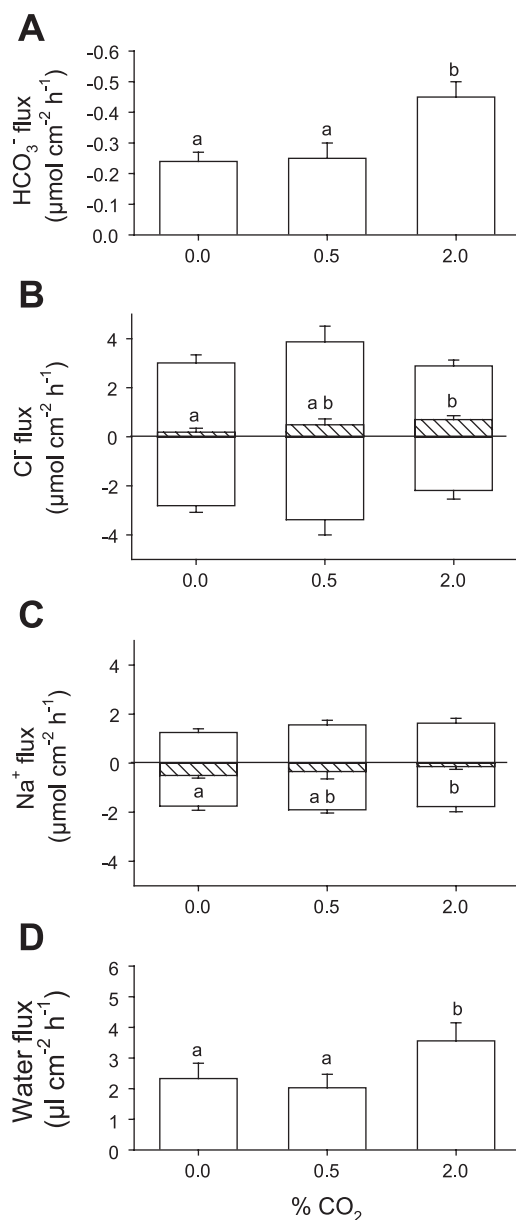 A
HCO₃⁻ flux
(µmol cm⁻² h⁻¹)
-0.6
-0.5
-0.4
-0.3
-0.2
-0.1
0.0
a
a
b
0.0 0.5 2.0
B
Cl⁻ flux
(µmol cm⁻² h⁻¹)
4
2
0
-2
-4
a
a b
b
0.0 0.5 2.0
C
Na⁺ flux
(µmol cm⁻² h⁻¹)
4
2
0
-2
-4
a
a b
b
0.0 0.5 2.0
D
Water flux
(µl cm⁻² h⁻¹)
6
5
4
3
2
1
0
a
a
b
0.0 0.5 2.0
% CO₂